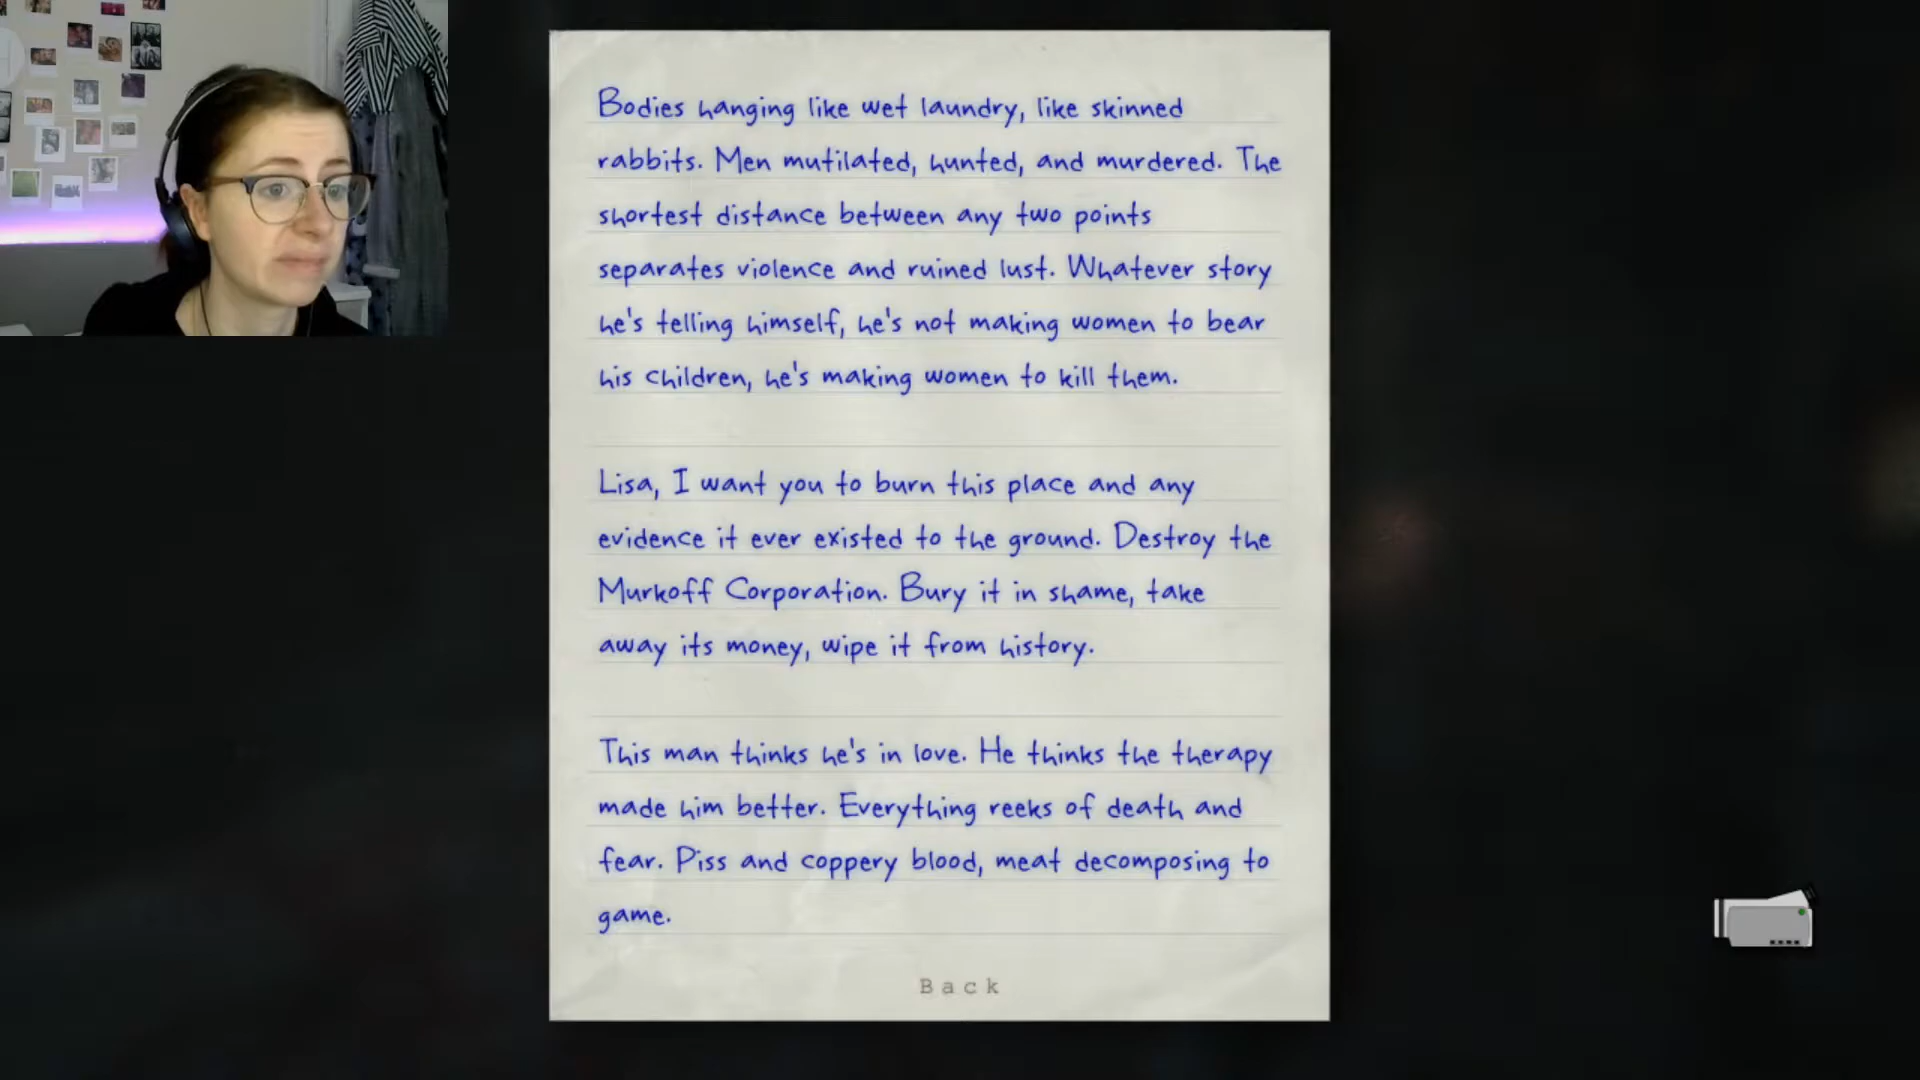 Bodies hanging like wet laundry, like skinned
rabbits. Men mutilated, hunted, and murdered. The
shortest distance between any two points
separates violence and ruined lust. Whatever story
he's telling himself, he's not making women to bear
his children, he's making women to kill them.
Lisa, I want you to burn this place and any
evidence it ever existed to the ground. Destroy the
Murkoff Corporation. Bury it in shame, take
away its money, wipe it from history.
This man thinks he's in love. He thinks the therapy
made him better. Everything reeks of death and
fear. Piss and coppery blood, meat decomposing to
game.
Back